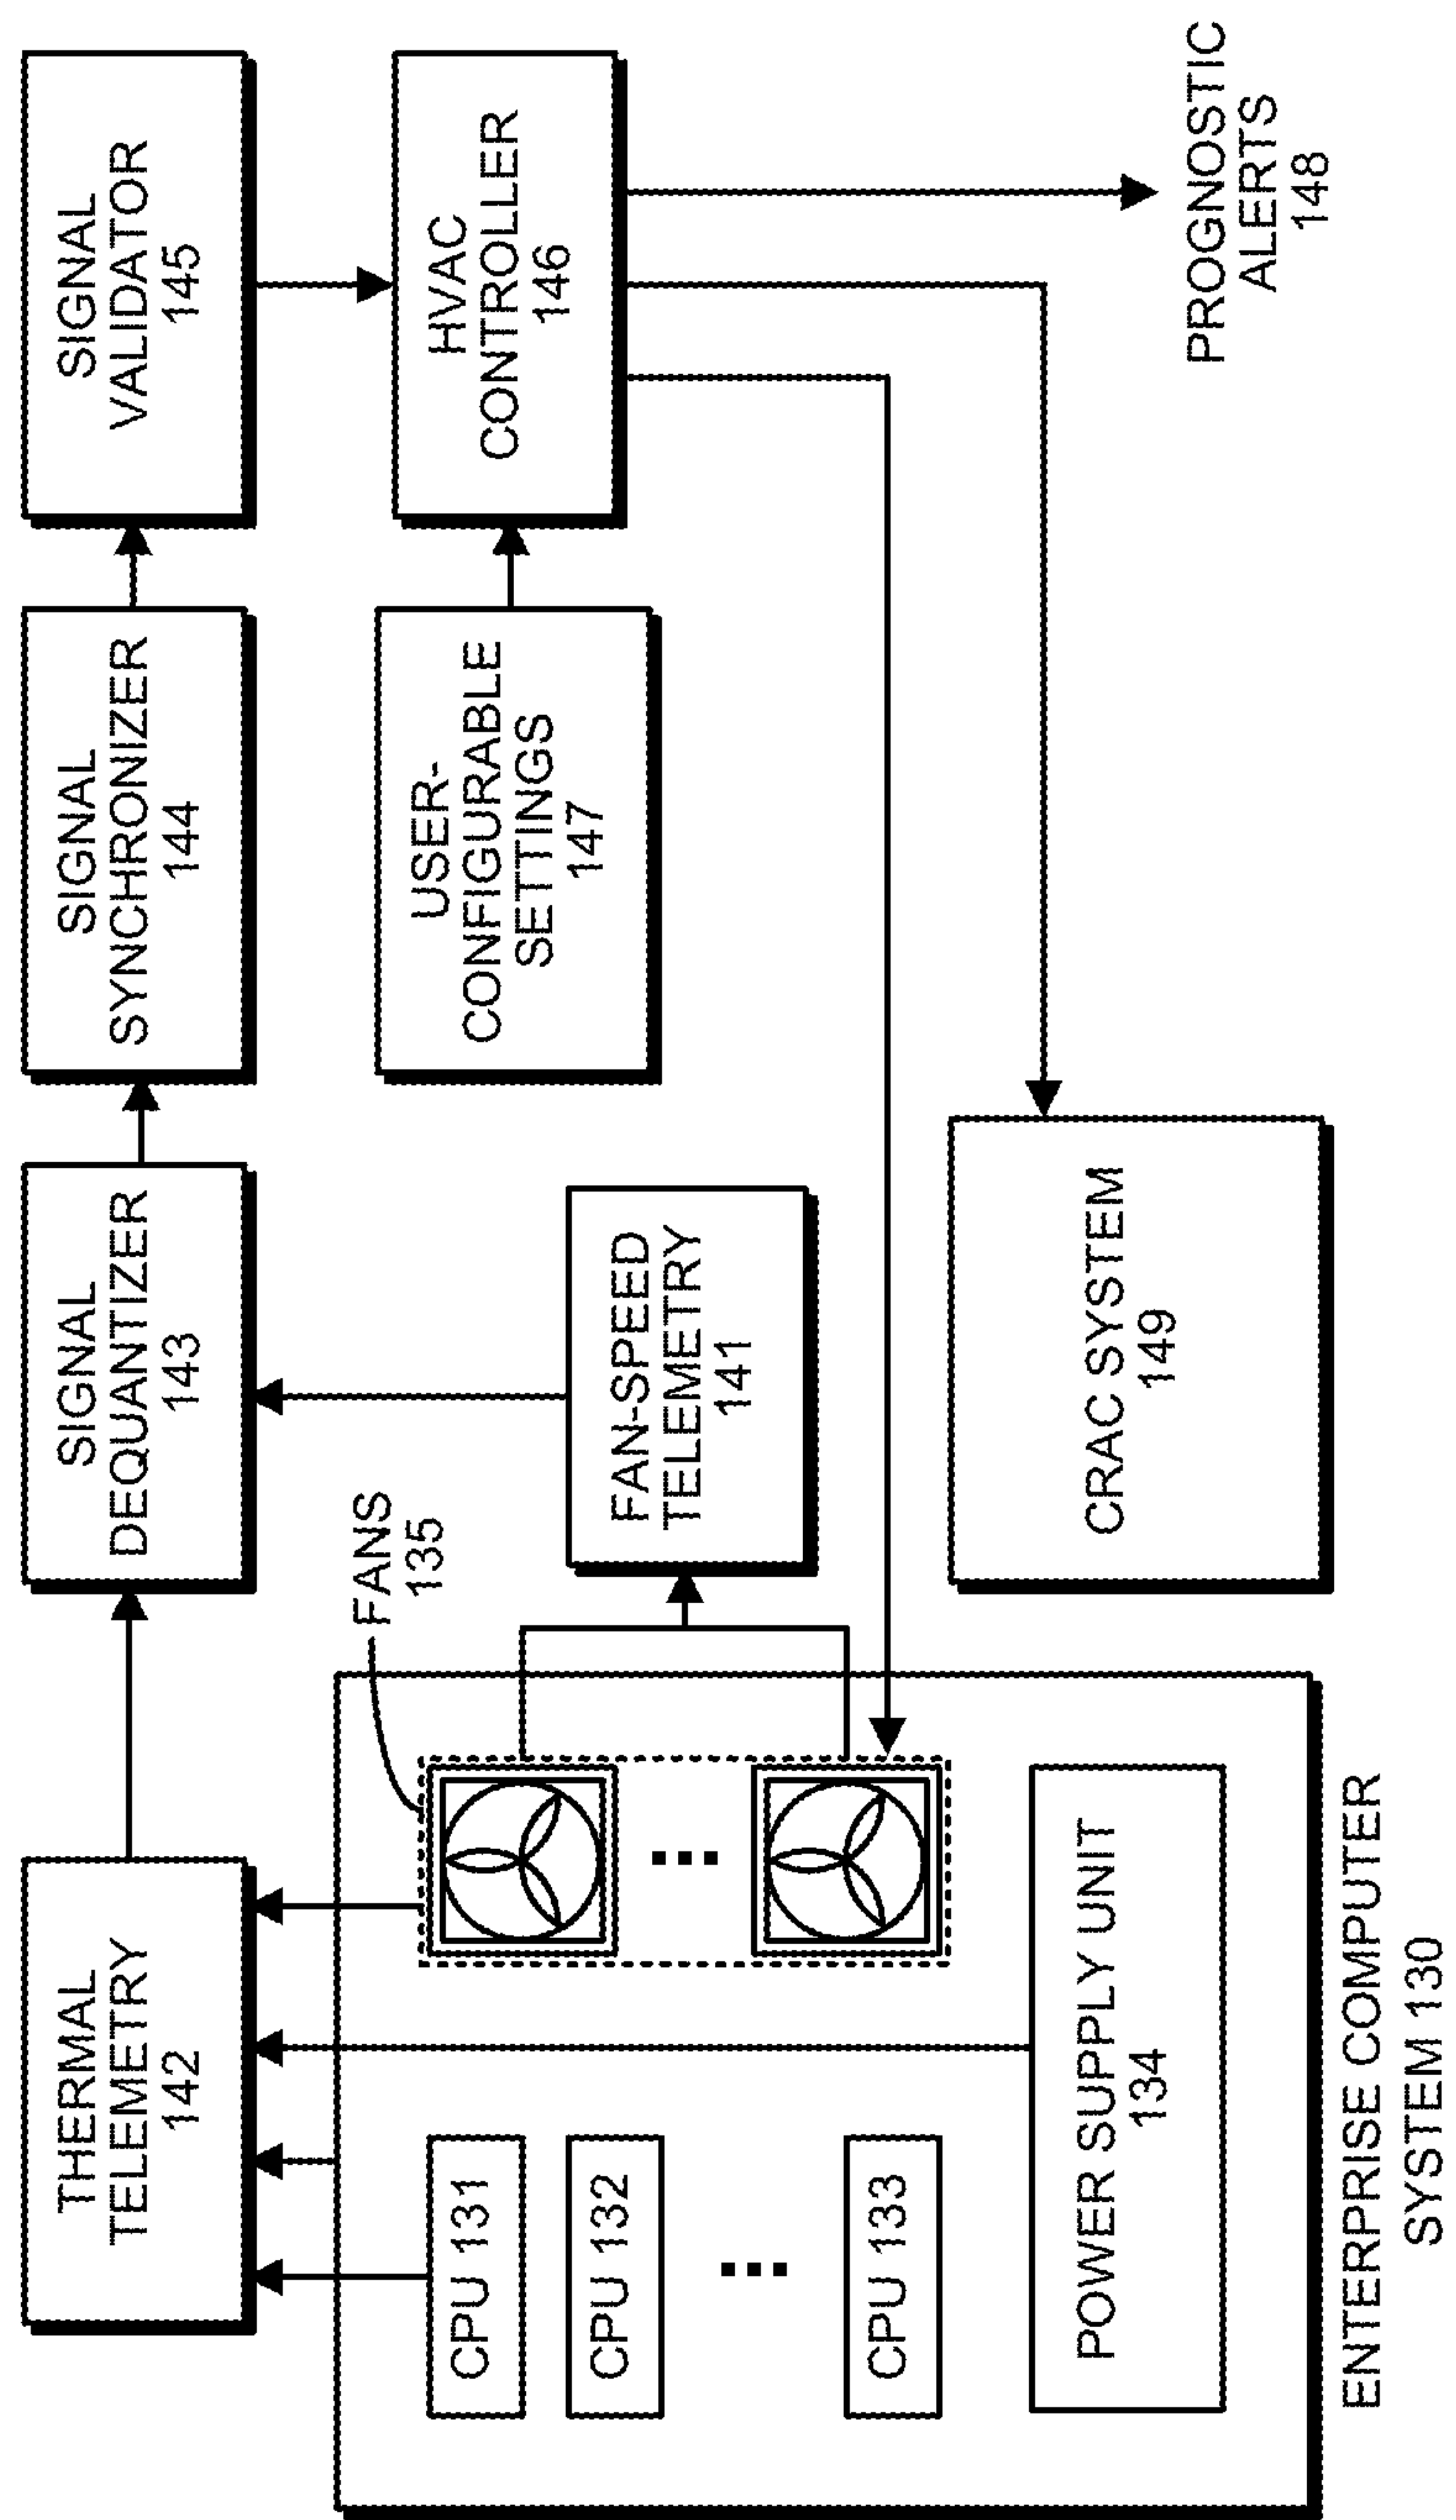 THERMAL
TELEMETRY
142
SIGNAL
DEQUANTIZER
143
SIGNAL
SYNCHRONIZER
144
SIGNAL
VALIDATOR
145
FANS
135
USER-
CONFIGURABLE
SETTINGS
147
HVAC
CONTROLLER
146
CPU 131
CPU 132
CPU 133
FAN-SPEED
TELEMETRY
141
POWER SUPPLY UNIT
134
CRAC SYSTEM
149
PROGNOSTIC
ALERTS
148
ENTERPRISE COMPUTER
SYSTEM 130